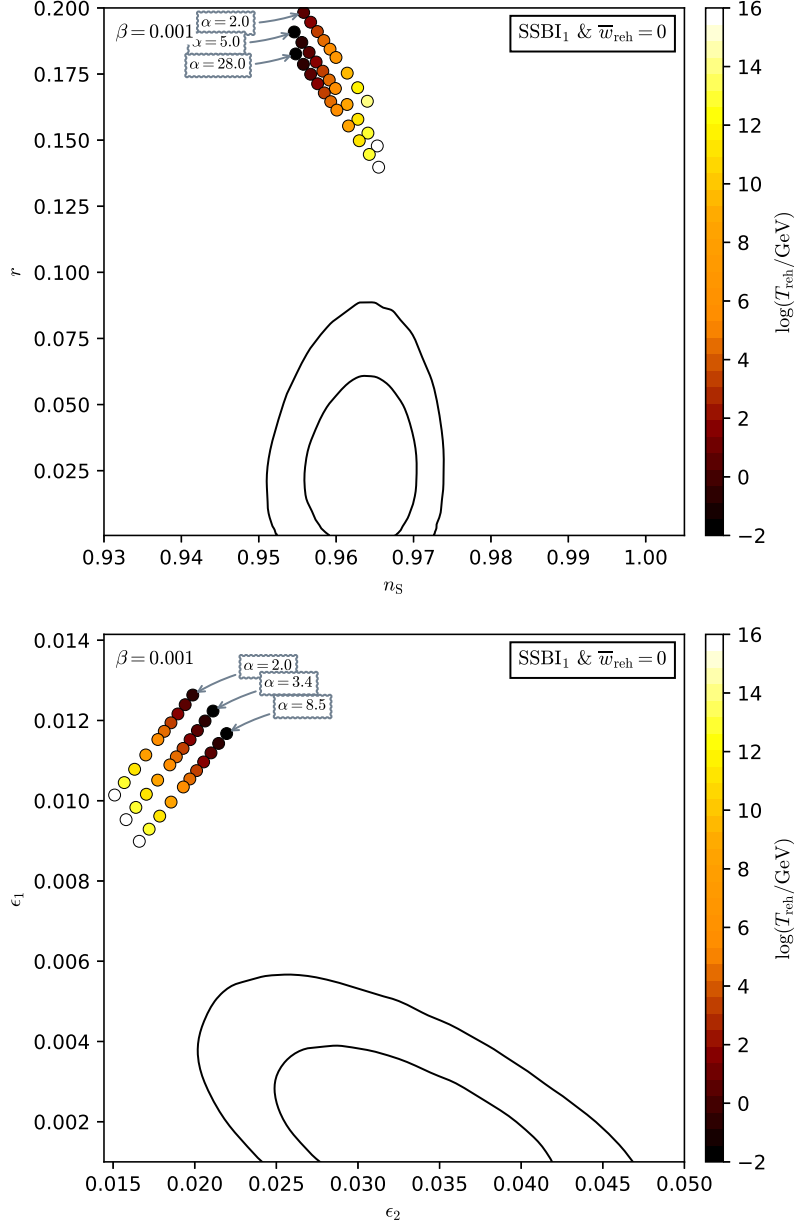 0.200
0.175
0.150
0.125
0.100
0.075
0.050
0.025
r
β = 0.001
α = 2.0
α = 5.0
α = 28.0
SSBI₁ & w̅reh = 0
0.93 0.94 0.95 0.96 0.97 0.98 0.99 1.00
nS
16
14
12
10
8
6
4
2
0
−2
log(Treh/GeV)
0.014
0.012
0.010
0.008
0.006
0.004
0.002
ϵ₁
β = 0.001
α = 2.0
α = 3.4
α = 8.5
SSBI₁ & w̅reh = 0
0.015 0.020 0.025 0.030 0.035 0.040 0.045 0.050
ϵ₂
16
14
12
10
8
6
4
2
0
−2
log(Treh/GeV)